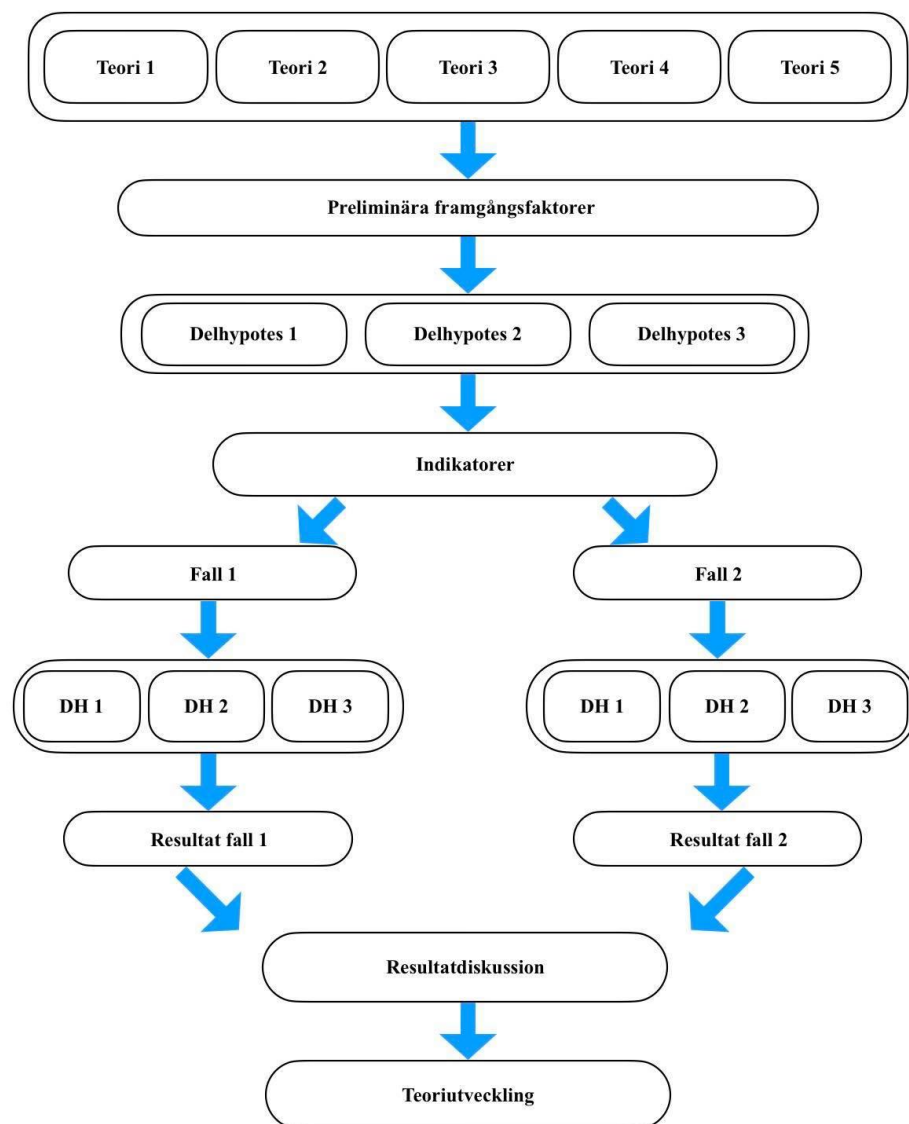 Teori 1 Teori 2 Teori 3 Teori 4 Teori 5
Preliminära framgångsfaktorer
Delhypotes 1 Delhypotes 2 Delhypotes 3
Indikatorer
Fall 1 Fall 2
DH 1 DH 2 DH 3 DH 1 DH 2 DH 3
Resultat fall 1 Resultat fall 2
Resultatdiskussion
Teoriutveckling